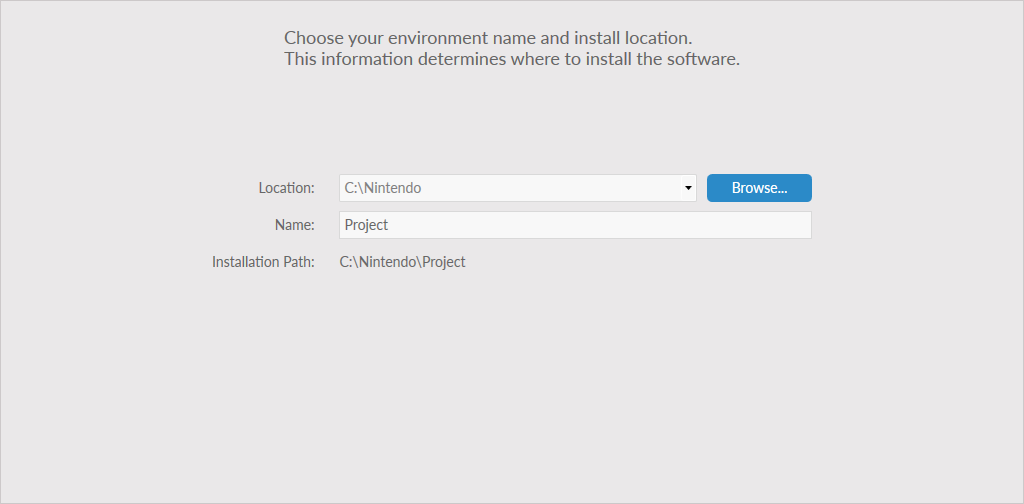 Choose your environment name and install location.
This information determines where to install the software.
Location: C:\Nintendo Browse...
Name: Project
Installation Path: C:\Nintendo\Project